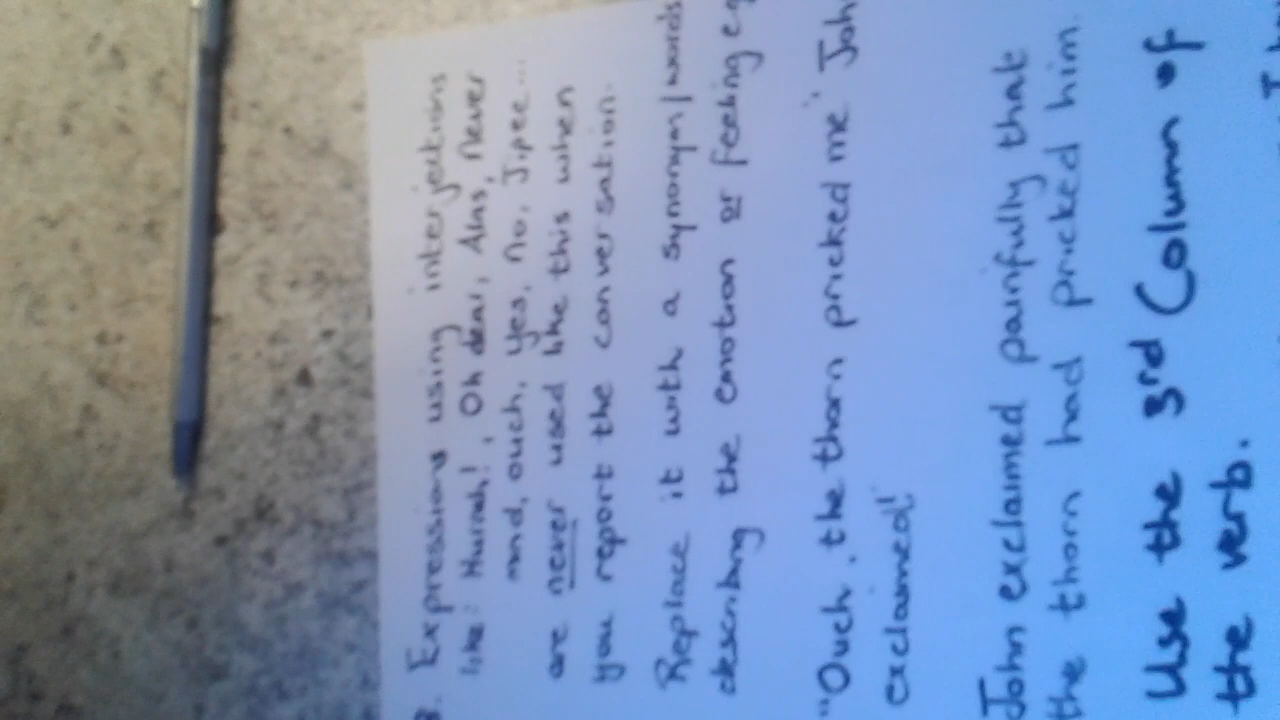 8. Expressions using interjections
like: Hurrah!, Oh dear, Alas, never
mind, ouch, yes, no, Jipee...
are never used like this when
you report the conversation.
Replace it with a synonym/words
describing the emotion or feeling eg
"Ouch, the thorn pricked me" Joh
exclaimed!
John exclaimed painfully that
the thorn had pricked him.
Use the 3rd Column of
the verb.